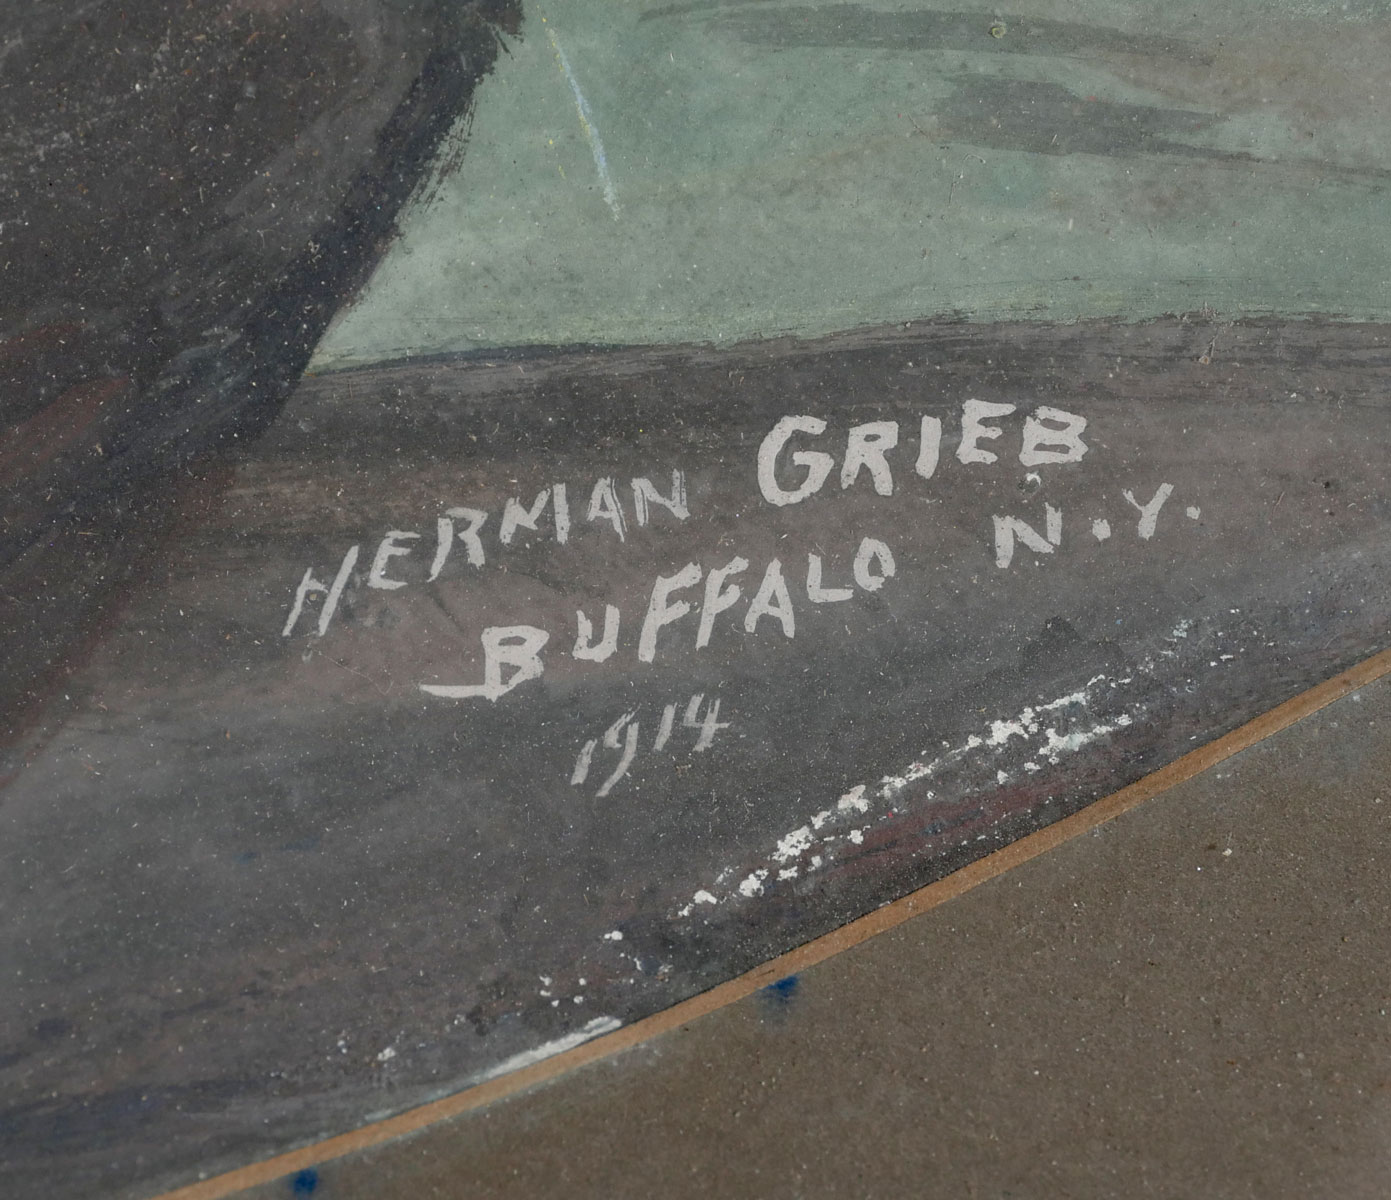 HERMAN GRIEB
BUFFALO N.Y.
1914